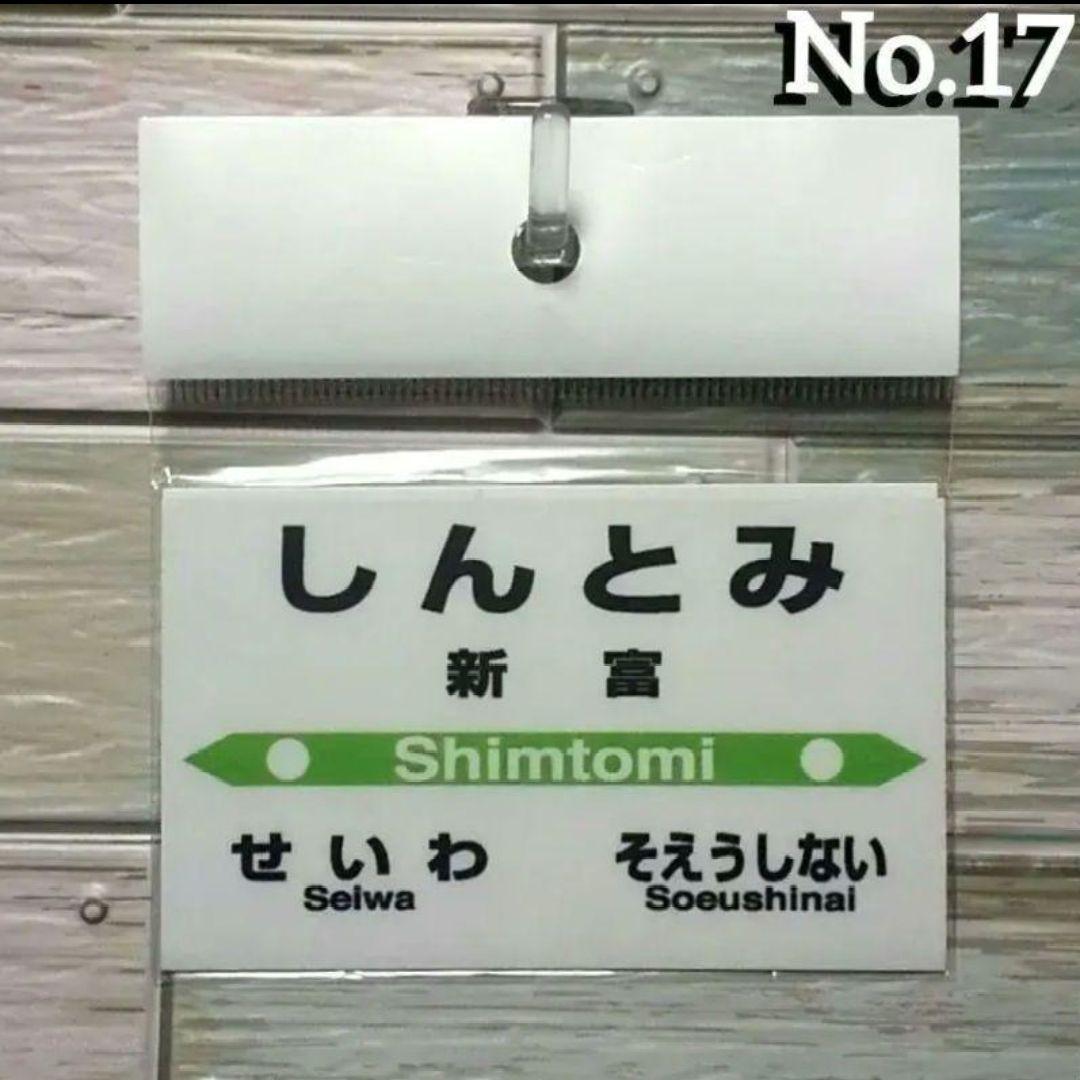 No.17
しんとみ
新富
Shimtomi
せいわ そえうしない
Seiwa Soeushinai